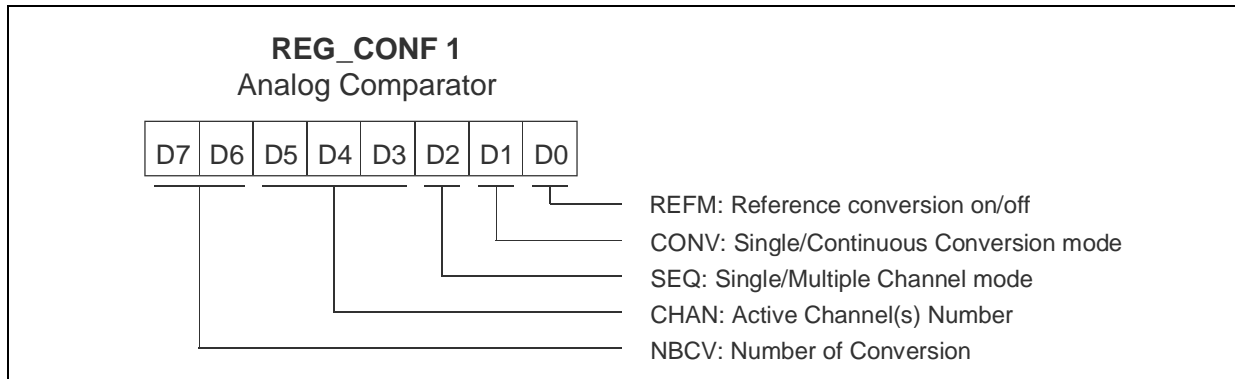 REG_CONF 1
Analog Comparator
D7 D6 D5 D4 D3 D2 D1 D0
REFM: Reference conversion on/off
CONV: Single/Continuous Conversion mode
SEQ: Single/Multiple Channel mode
CHAN: Active Channel(s) Number
NBCV: Number of Conversion